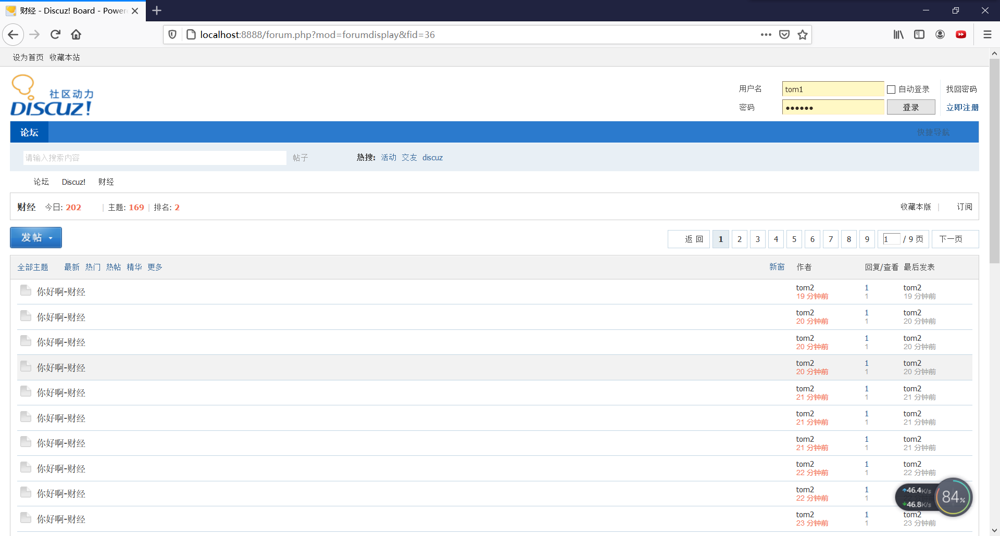 财经 - Discuz! Board - Power
localhost:8888/forum.php?mod=forumdisplay&fid=36
设为首页 收藏本站
社区动力
DISCUZ!
用户名 tom1 自动登录 找回密码
密码 ●●●●●● 登录 立即注册
论坛 快捷导航
请输入搜索内容 帖子 热搜: 活动 交友 discuz
论坛 Discuz! 财经
财经 今日: 202 | 主题: 169 | 排名: 2 收藏本版 | 订阅
发帖 返 回 1 2 3 4 5 6 7 8 9 1 / 9 页 下一页
全部主题 最新 热门 热帖 精华 更多 新窗 作者 回复/查看 最后发表
你好啊-财经 tom2 1 tom2
19 分钟前 1 19 分钟前
你好啊-财经 tom2 1 tom2
20 分钟前 1 20 分钟前
你好啊-财经 tom2 1 tom2
20 分钟前 1 20 分钟前
你好啊-财经 tom2 1 tom2
20 分钟前 1 20 分钟前
你好啊-财经 tom2 1 tom2
21 分钟前 1 21 分钟前
你好啊-财经 tom2 1 tom2
21 分钟前 1 21 分钟前
你好啊-财经 tom2 1 tom2
21 分钟前 1 21 分钟前
你好啊-财经 tom2 1 tom2
22 分钟前 1 22 分钟前
你好啊-财经 tom2 1
22 分钟前 1
46.4K/s
46.8K/s
84%
你好啊-财经 tom2 1 tom2
23 分钟前 1 23 分钟前